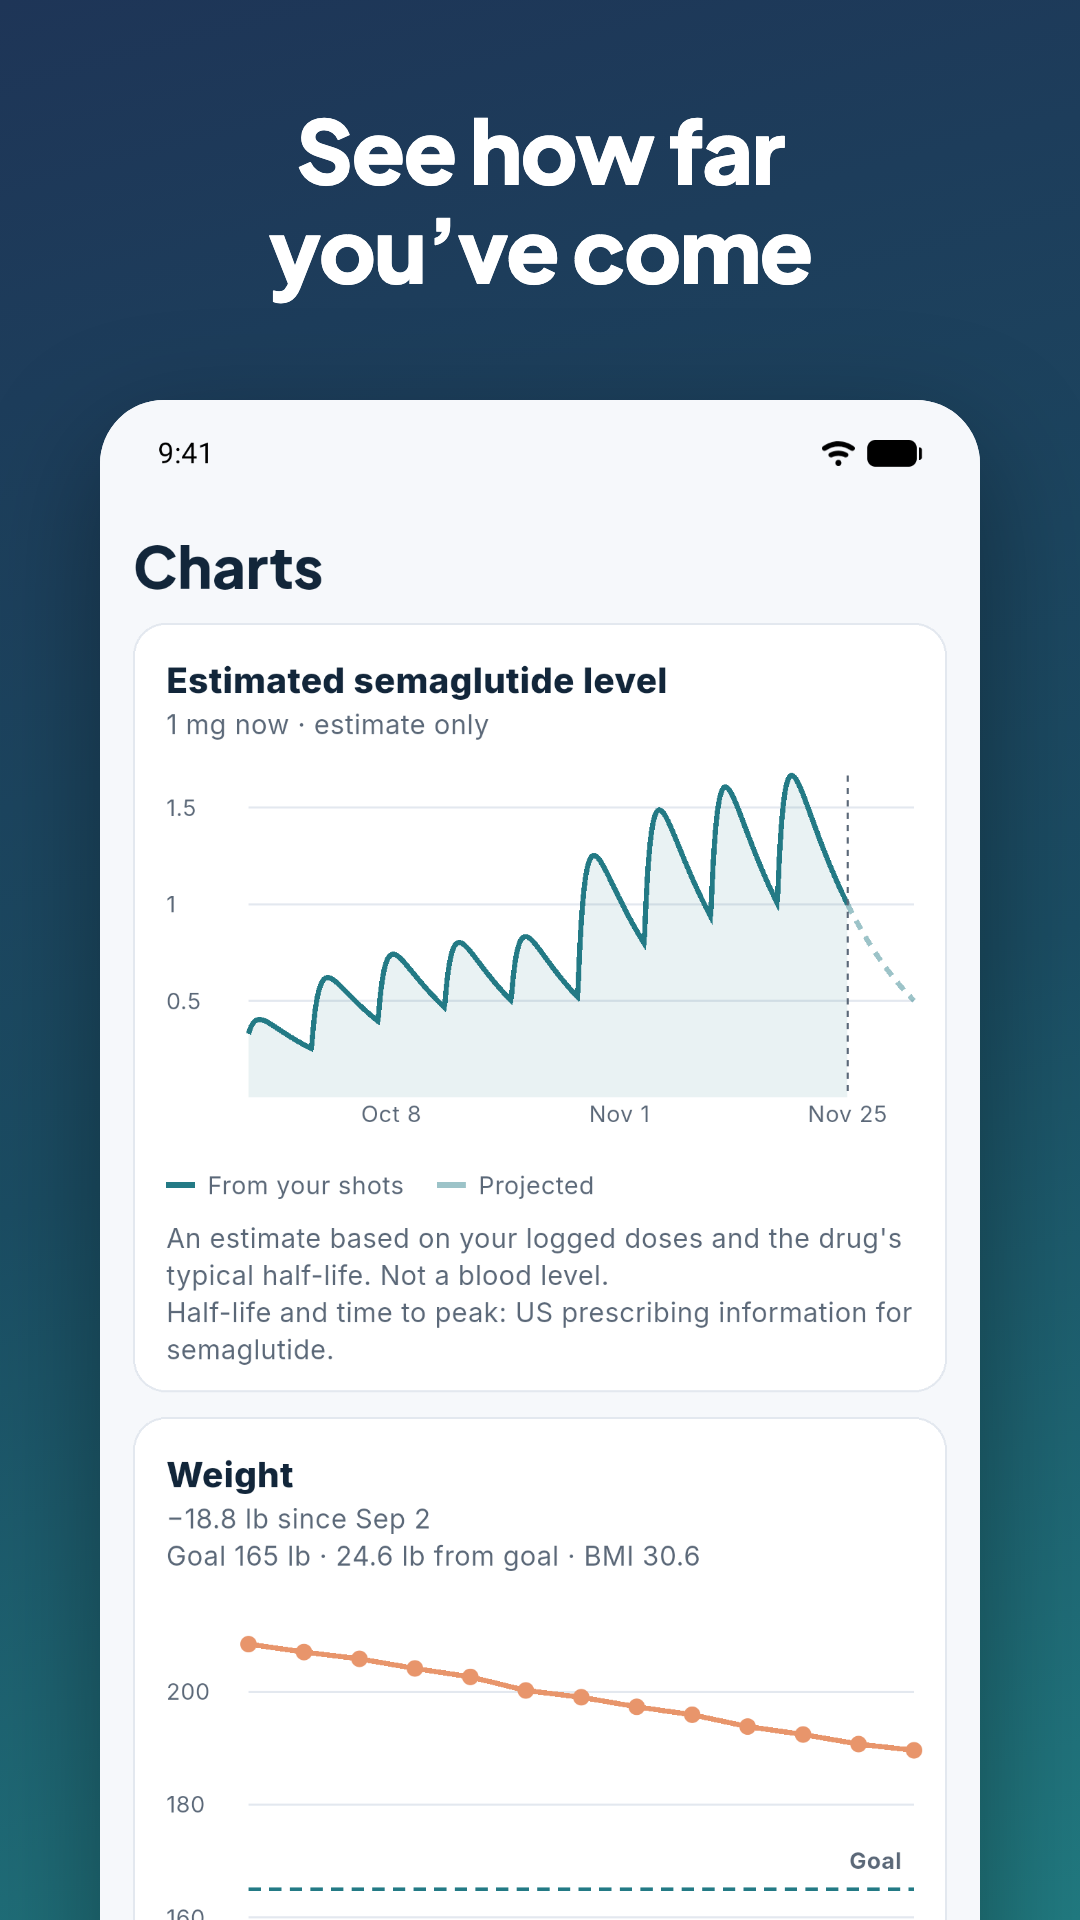 See how far
you’ve come
9:41
Charts
Estimated semaglutide level
1 mg now · estimate only
1.5
1
0.5
Oct 8
Nov 1
Nov 25
From your shots
Projected
An estimate based on your logged doses and the drug's
typical half-life. Not a blood level.
Half-life and time to peak: US prescribing information for
semaglutide.
Weight
−18.8 lb since Sep 2
Goal 165 lb · 24.6 lb from goal · BMI 30.6
200
180
Goal
160